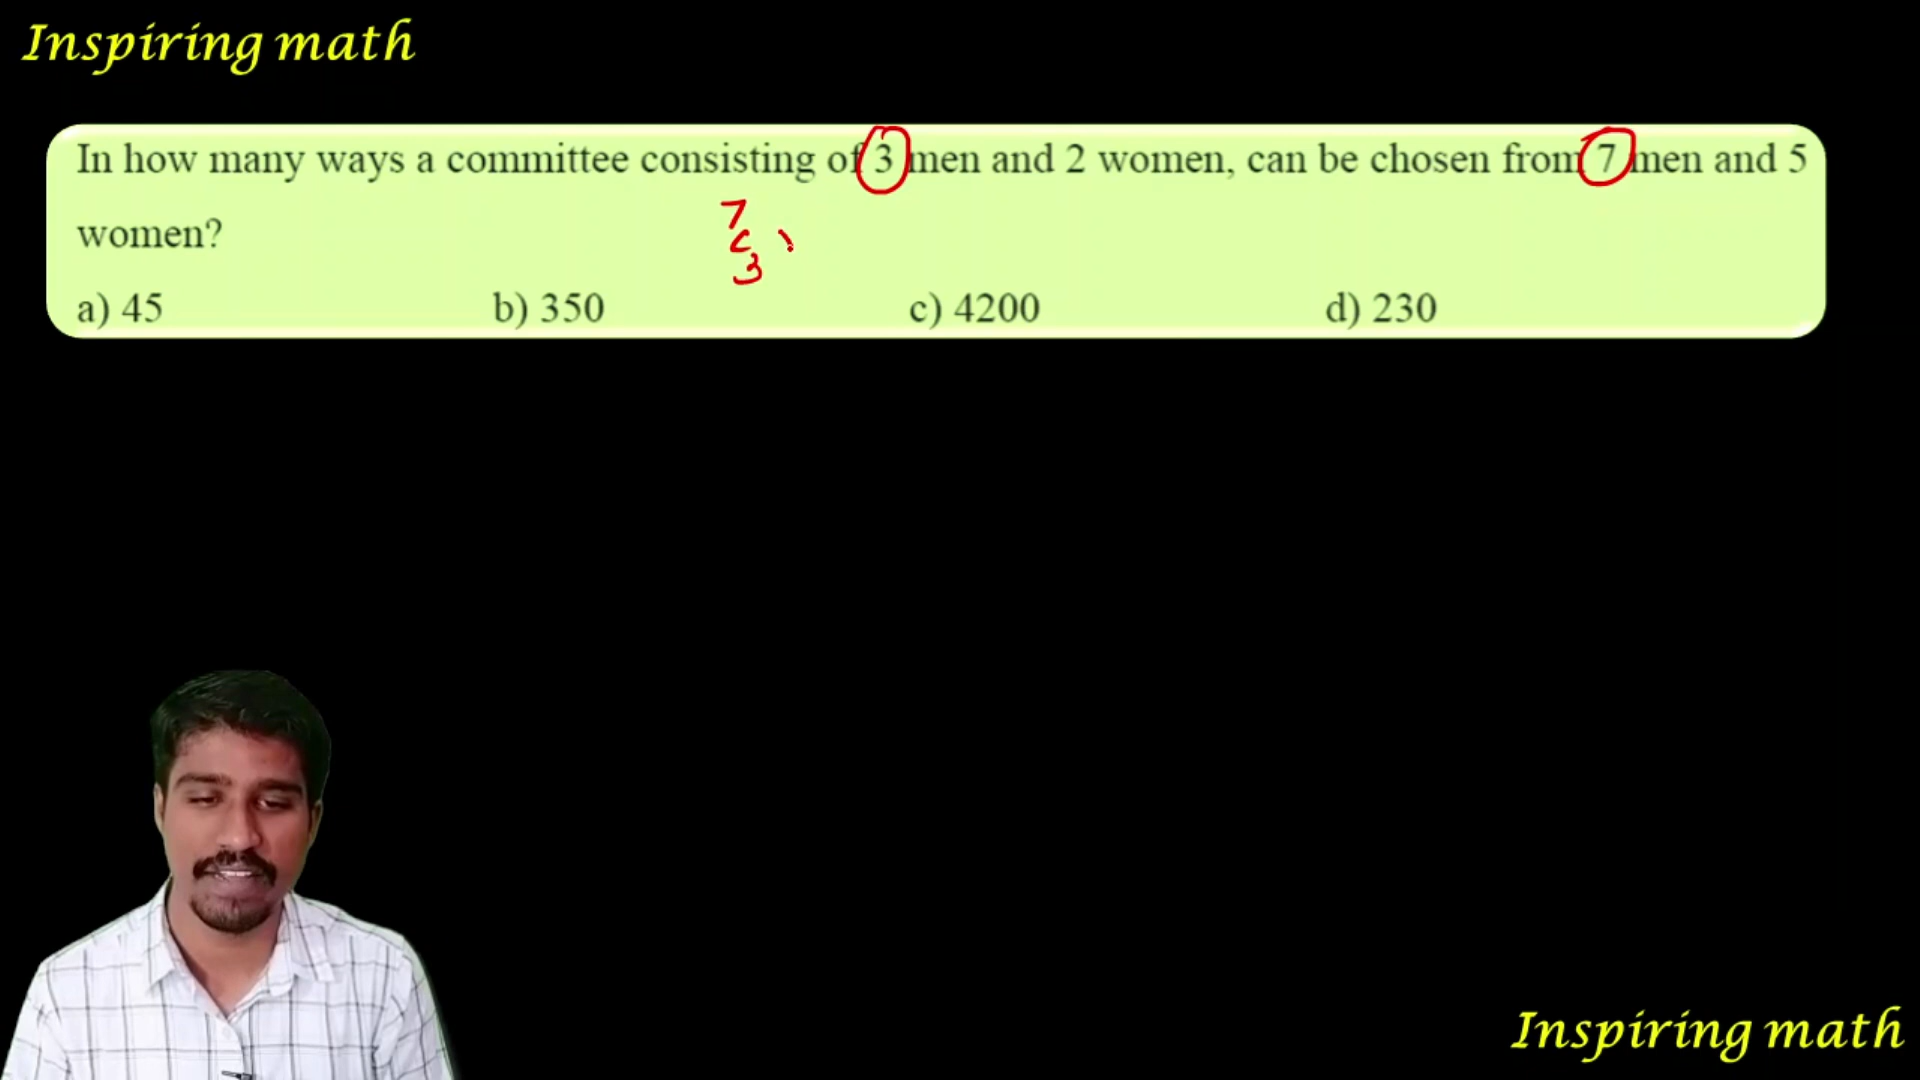 Inspiring math
In how many ways a committee consisting of 3 men and 2 women, can be chosen from 7 men and 5
women?
7
C
3
a) 45 b) 350 c) 4200 d) 230
Inspiring math